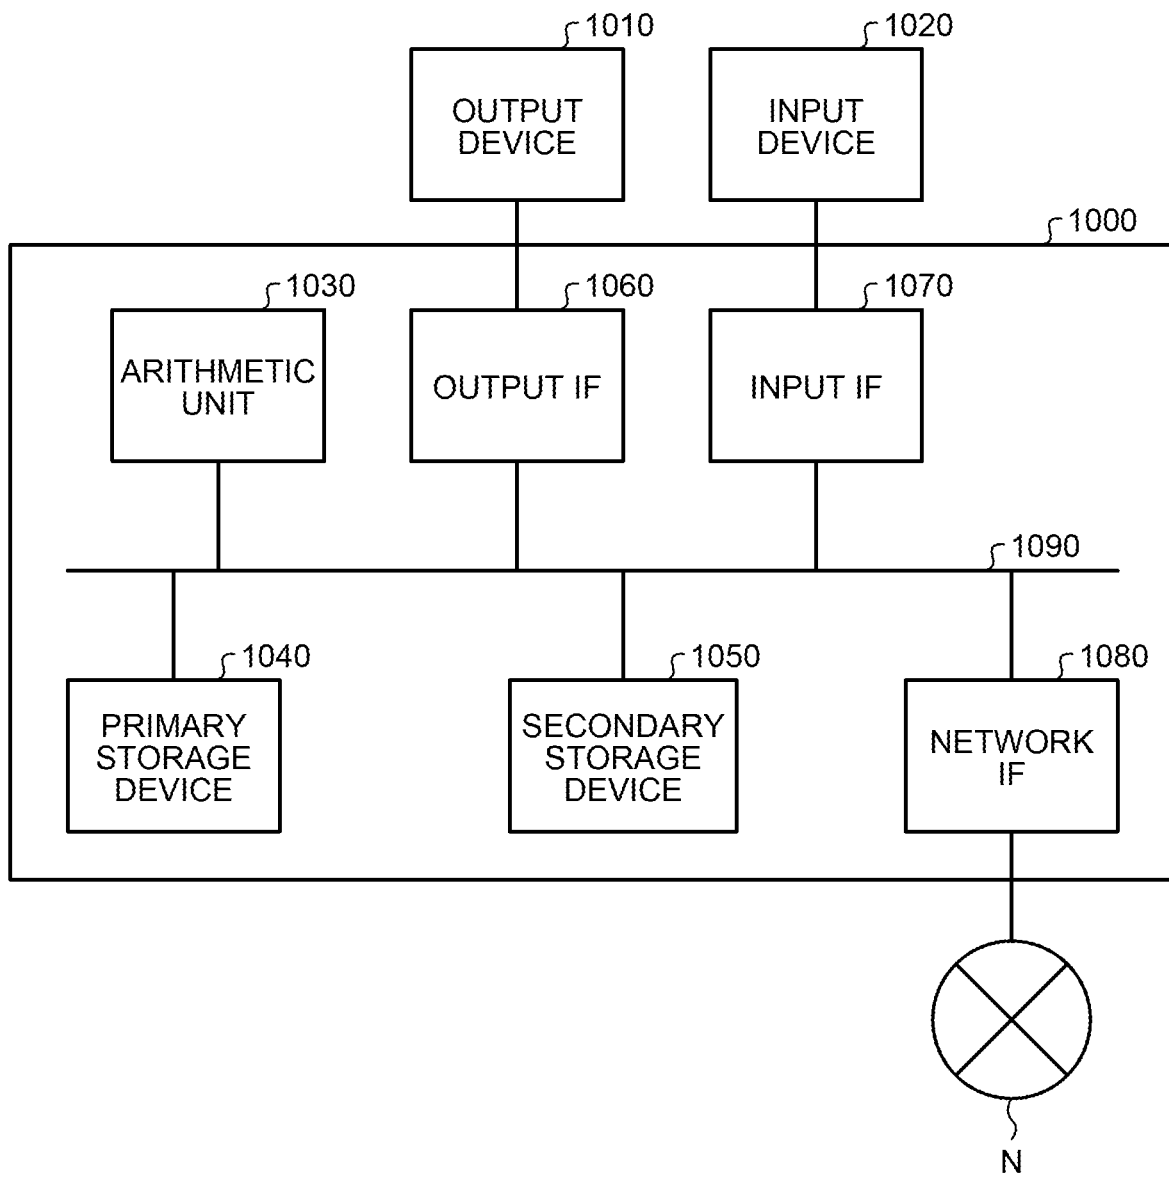 1010
1020
OUTPUT
DEVICE
INPUT
DEVICE
1000
1030
1060
1070
ARITHMETIC
UNIT
OUTPUT IF
INPUT IF
1090
1040
1050
1080
PRIMARY
STORAGE
DEVICE
SECONDARY
STORAGE
DEVICE
NETWORK
IF
N